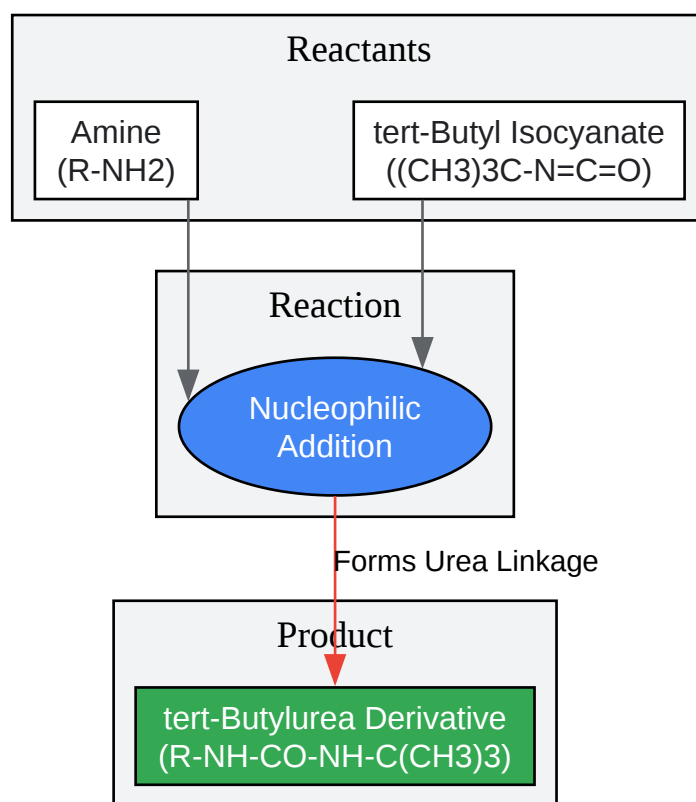 Reactants
Amine
(R-NH2)
tert-Butyl Isocyanate
((CH3)3C-N=C=O)
Reaction
Nucleophilic
Addition
Forms Urea Linkage
Product
tert-Butylurea Derivative
(R-NH-CO-NH-C(CH3)3)